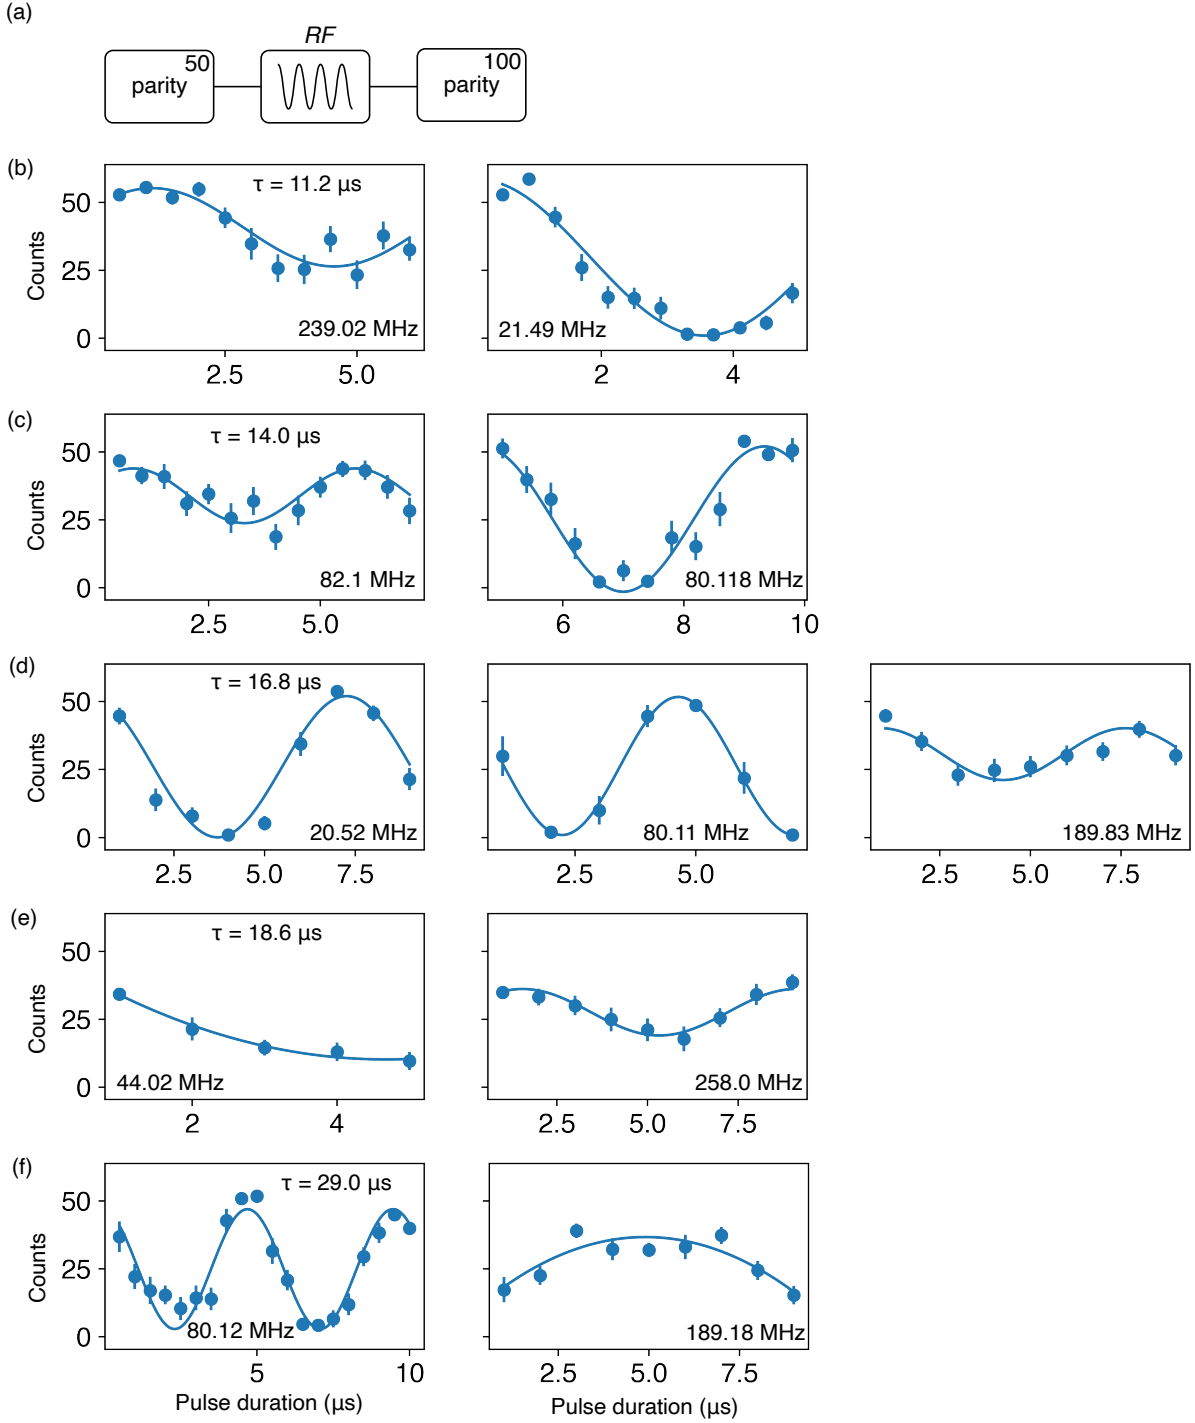 (a)
RF
parity 50
parity 100
(b)
Counts
50
25
0
τ = 11.2 µs
239.02 MHz
2.5 5.0
21.49 MHz
2 4
(c)
Counts
50
25
0
τ = 14.0 µs
82.1 MHz
2.5 5.0
80.118 MHz
6 8 10
(d)
Counts
50
25
0
τ = 16.8 µs
20.52 MHz
2.5 5.0 7.5
80.11 MHz
2.5 5.0
189.83 MHz
2.5 5.0 7.5
(e)
Counts
50
25
0
τ = 18.6 µs
44.02 MHz
2 4
258.0 MHz
2.5 5.0 7.5
(f)
Counts
50
25
0
τ = 29.0 µs
80.12 MHz
5 10
Pulse duration (µs)
189.18 MHz
2.5 5.0 7.5
Pulse duration (µs)